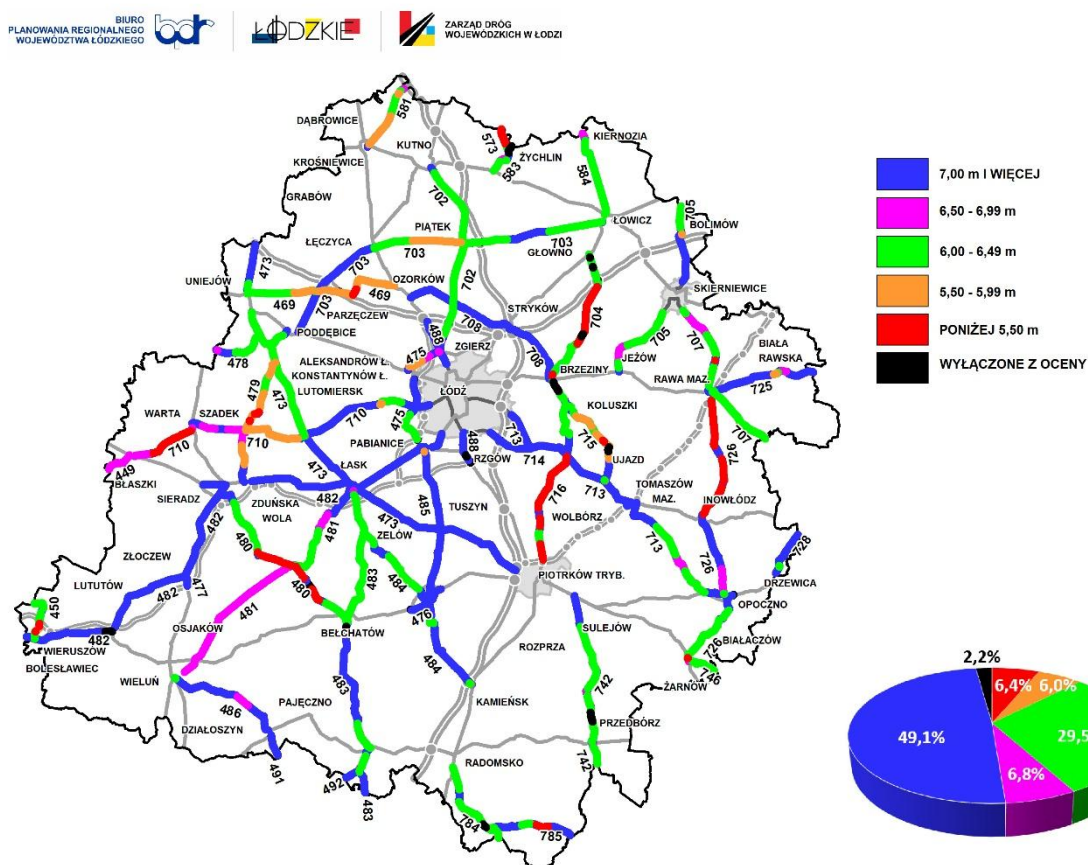 BIURO
PLANOWANIA REGIONALNEGO
WOJEWÓDZTWA ŁÓDZKIEGO
bpr
ŁÓDZKIE
ZARZĄD DRÓG
WOJEWÓDZKICH W ŁODZI
DĄBROWICE
581
KUTNO
573
KIERNOZIA
KROŚNIEWICE
ŻYCHLIN
583
584
702
GRABÓW
705
ŁOWICZ
BOLIMÓW
PIĄTEK
ŁĘCZYCA
703
703
703
GŁOWNO
473
UNIEJÓW
OZORKÓW
702
SKIERNIEWICE
469
469
703
PARZĘCZEW
STRYKÓW
708
704
PODDĘBICE
488
ZGIERZ
705
707
BIAŁA
RAWSKA
478
ALEKSANDRÓW Ł.
475
708
JEŻÓW
KONSTANTYNÓW Ł.
BRZEZINY
RAWA MAZ.
725
479
LUTOMIERSK
473
ŁÓDŹ
WARTA
SZADEK
710
475
KOLUSZKI
710
PABIANICE
713
715
707
710
488
449
RZGÓW
714
UJAZD
726
BŁASZKI
ŁASK
473
713
TOMASZÓW
MAZ.
INOWŁÓDZ
SIERADZ
482
485
716
ZDUŃSKA
WOLA
TUSZYN
482
481
473
WOLBÓRZ
480
ZELÓW
713
728
ZŁOCZEW
483
484
726
LUTUTÓW
477
480
PIOTRKÓW TRYB.
DRZEWICA
482
481
450
476
OPOCZNO
OSJAKÓW
BEŁCHATÓW
SULEJÓW
482
WIERUSZÓW
BIAŁACZÓW
ROZPRZA
726
BOLESŁAWIEC
484
746
WIELUŃ
742
ŻARNÓW
483
PAJĘCZNO
KAMIEŃSK
486
PRZEDBÓRZ
DZIAŁOSZYN
491
RADOMSKO
742
492
483
784
785
7,00 m I WIĘCEJ
6,50 - 6,99 m
6,00 - 6,49 m
5,50 - 5,99 m
PONIŻEJ 5,50 m
WYŁĄCZONE Z OCENY
2,2%
6,4%
6,0%
29,5
49,1%
6,8%